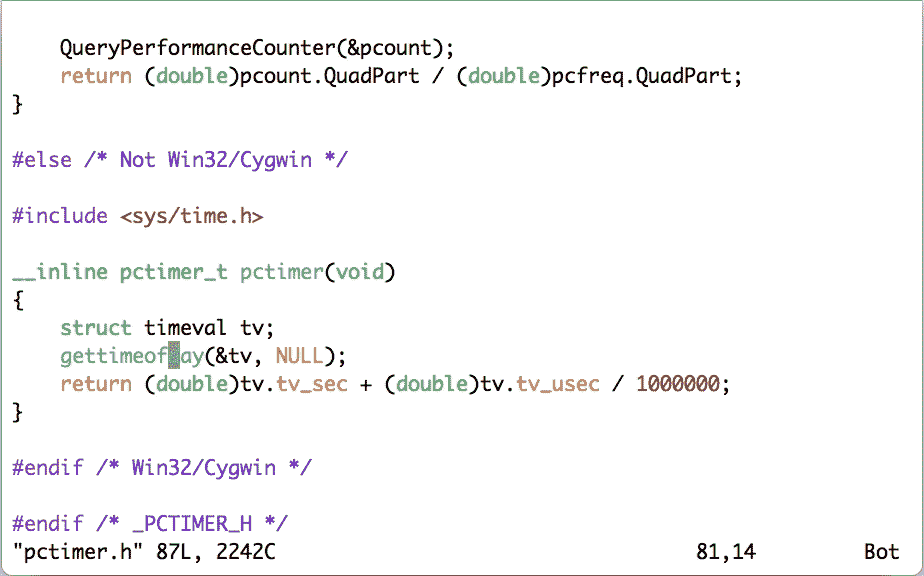 QueryPerformanceCounter(&pcount);
return (double)pcount.QuadPart / (double)pcfreq.QuadPart;
}
#else /* Not Win32/Cygwin */
#include <sys/time.h>
__inline pctimer_t pctimer(void)
{
struct timeval tv;
gettimeofday(&tv, NULL);
return (double)tv.tv_sec + (double)tv.tv_usec / 1000000;
}
#endif /* Win32/Cygwin */
#endif /* _PCTIMER_H */
"pctimer.h" 87L, 2242C 81,14 Bot